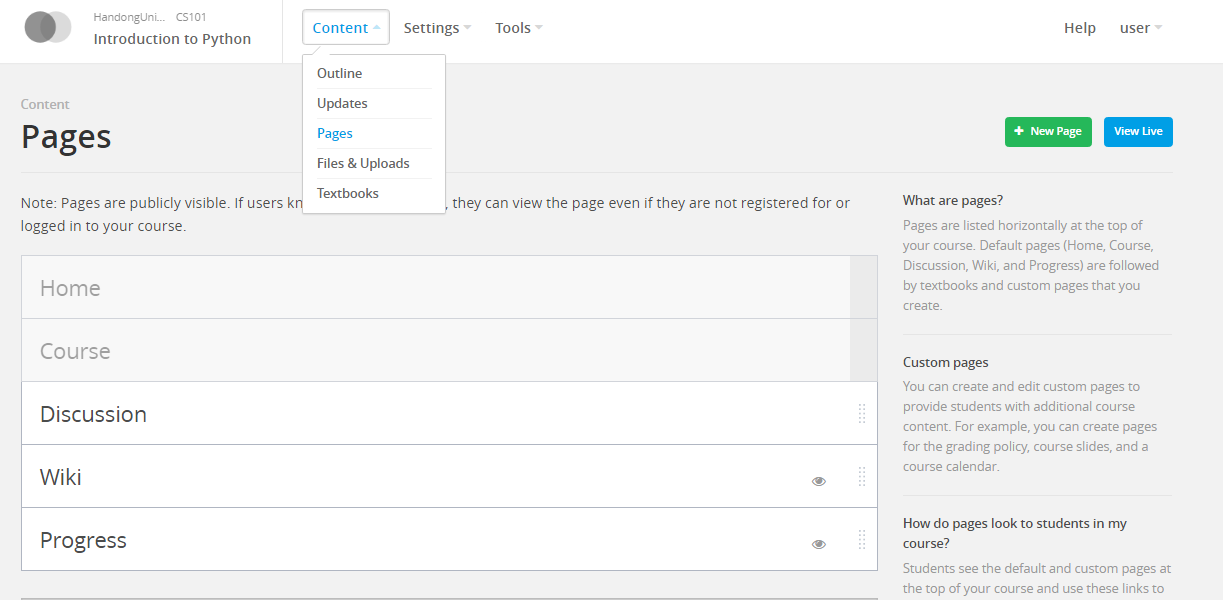 HandongUni... CS101
Introduction to Python
Content
Settings
Tools
Help
user
Outline
Updates
Pages
Files & Uploads
Textbooks
Content
Pages
New Page
View Live
Note: Pages are publicly visible. If users kn , they can view the page even if they are not registered for or
logged in to your course.
Home
Course
Discussion
Wiki
Progress
What are pages?
Pages are listed horizontally at the top of
your course. Default pages (Home, Course,
Discussion, Wiki, and Progress) are followed
by textbooks and custom pages that you
create.
Custom pages
You can create and edit custom pages to
provide students with additional course
content. For example, you can create pages
for the grading policy, course slides, and a
course calendar.
How do pages look to students in my
course?
Students see the default and custom pages at
the top of your course and use these links to